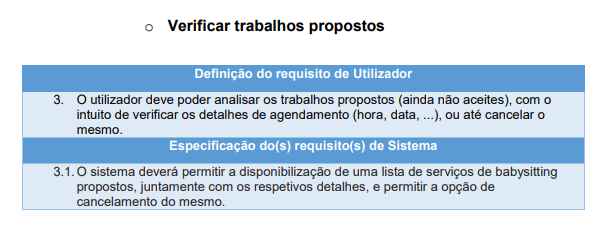 ○ Verificar trabalhos propostos
Definição do requisito de Utilizador
3. O utilizador deve poder analisar os trabalhos propostos (ainda não aceites), com o
intuito de verificar os detalhes de agendamento (hora, data, ...), ou até cancelar o
mesmo.
Especificação do(s) requisito(s) de Sistema
3.1. O sistema deverá permitir a disponibilização de uma lista de serviços de babysitting
propostos, juntamente com os respetivos detalhes, e permitir a opção de
cancelamento do mesmo.